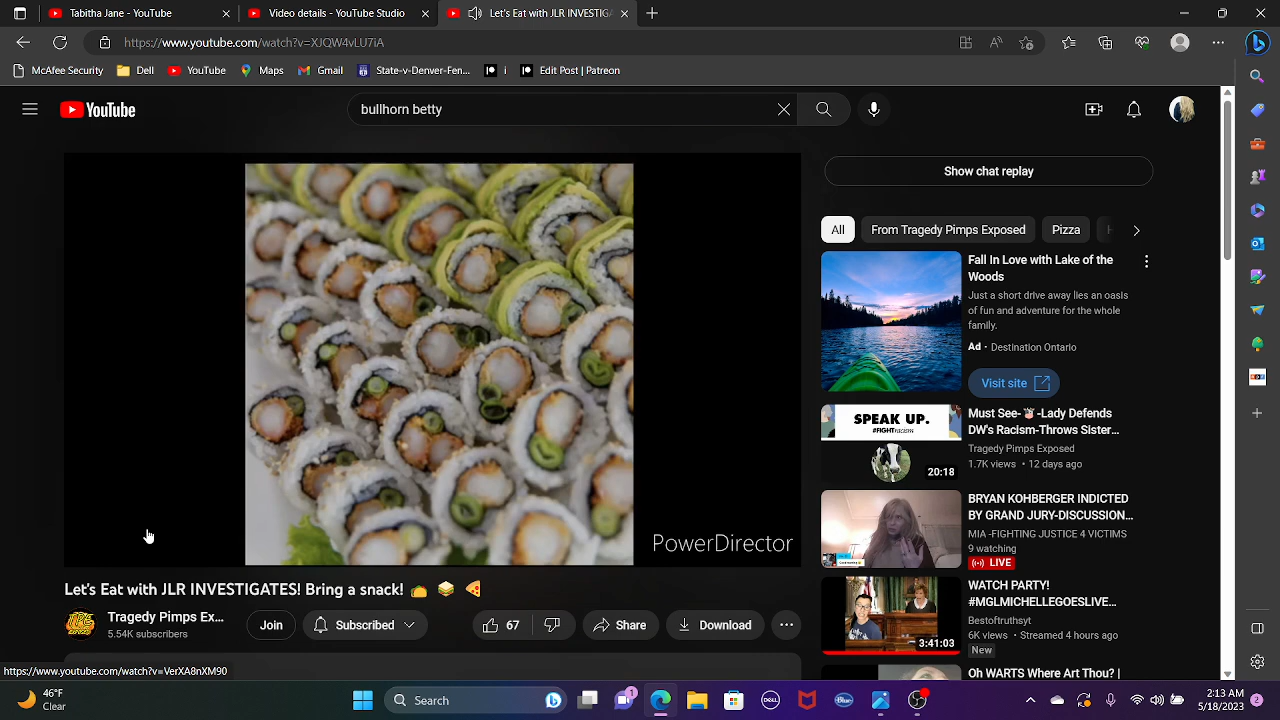 Tabitha Jane - YouTube
Video details - YouTube Studio
Let's Eat with JLR INVESTIGA
https://www.youtube.com/watch?v=XJQW4vLU7iA
McAfee Security
Dell
YouTube
Maps
Gmail
State-v-Denver-Fen...
i
Edit Post | Patron
YouTube
bullhorn betty
Show chat replay
All
From Tragedy Pimps Exposed
Pizza
H
Fall In Love with Lake of the
Woods
Just a short drive away lies an oasis
of fun and adventure for the whole
family.
Ad · Destination Ontario
Visit site
SPEAK UP.
#FIGHTracism
20:18
Must See-🐮-Lady Defends
DW's Racism-Throws Sister...
Tragedy Pimps Exposed
1.7K views · 12 days ago
BRYAN KOHBERGER INDICTED
BY GRAND JURY-DISCUSSION...
MIA -FIGHTING JUSTICE 4 VICTIMS
9 watching
LIVE
WATCH PARTY!
#MGLMICHELLEGOESLIVE...
Bestoftruthsyt
6K views · Streamed 4 hours ago
New
3:41:03
Oh WARTS Where Art Thou? |
PowerDirector
Let's Eat with JLR INVESTIGATES! Bring a snack! 🌮 🍚 🍕
Tragedy Pimps Ex...
5.54K subscribers
Join
Subscribed
67
Share
Download
https://www.youtube.com/watch?v=VerXA8nXM90
46°F
Clear
Search
1
DELL
2:13 AM
5/18/2023
2